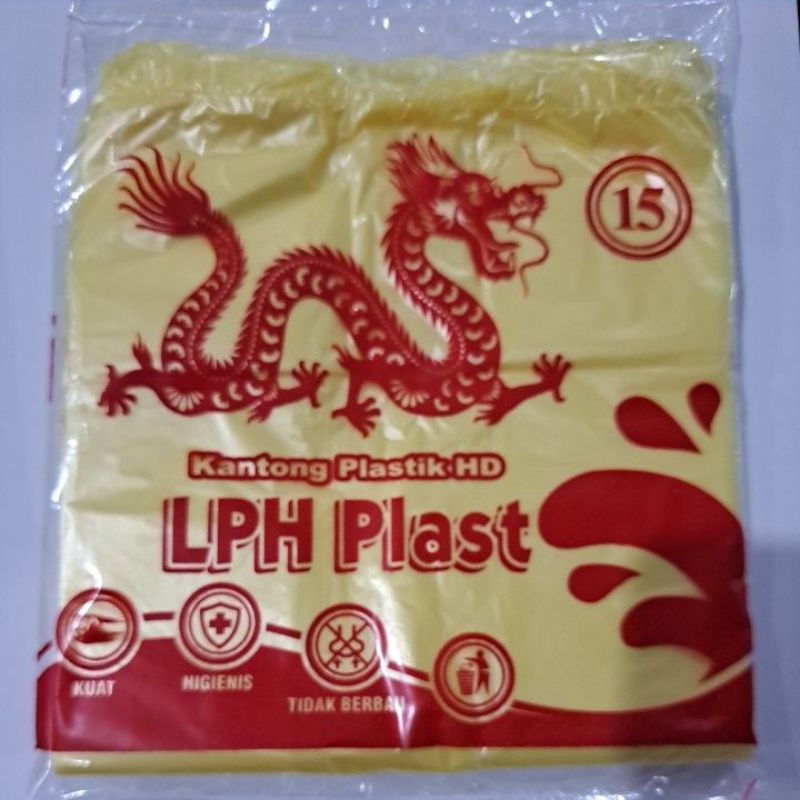 15
Kantong Plastik HD
LPH Plast
KUAT
HIGIENIS
TIDAK BERBAU